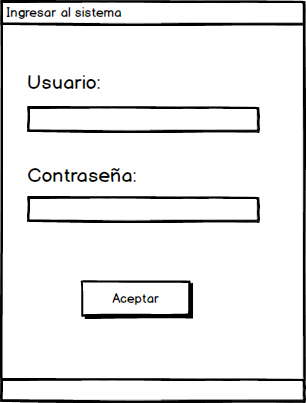 Ingresar al sistema
Usuario:
Contraseña:
Aceptar